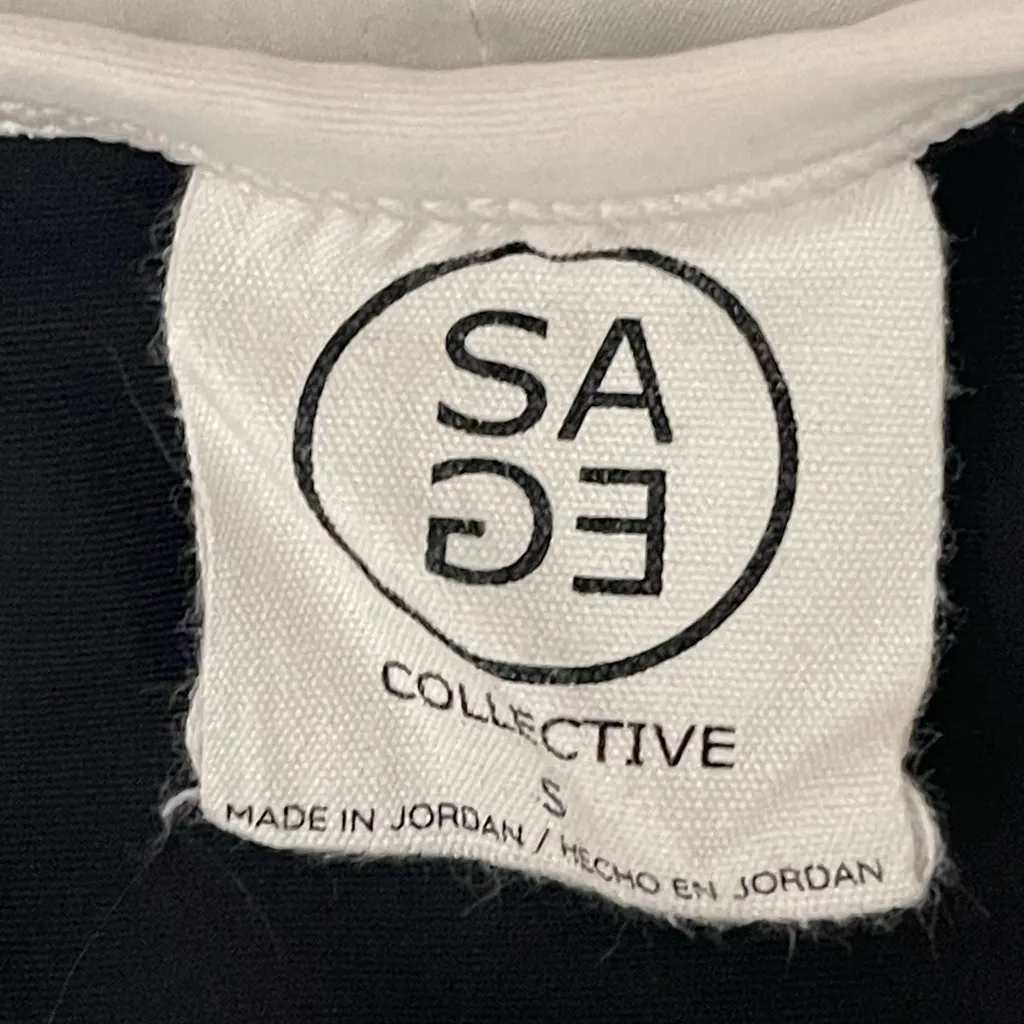 SA
GE
COLLECTIVE
S
MADE IN JORDAN / HECHO EN JORDAN